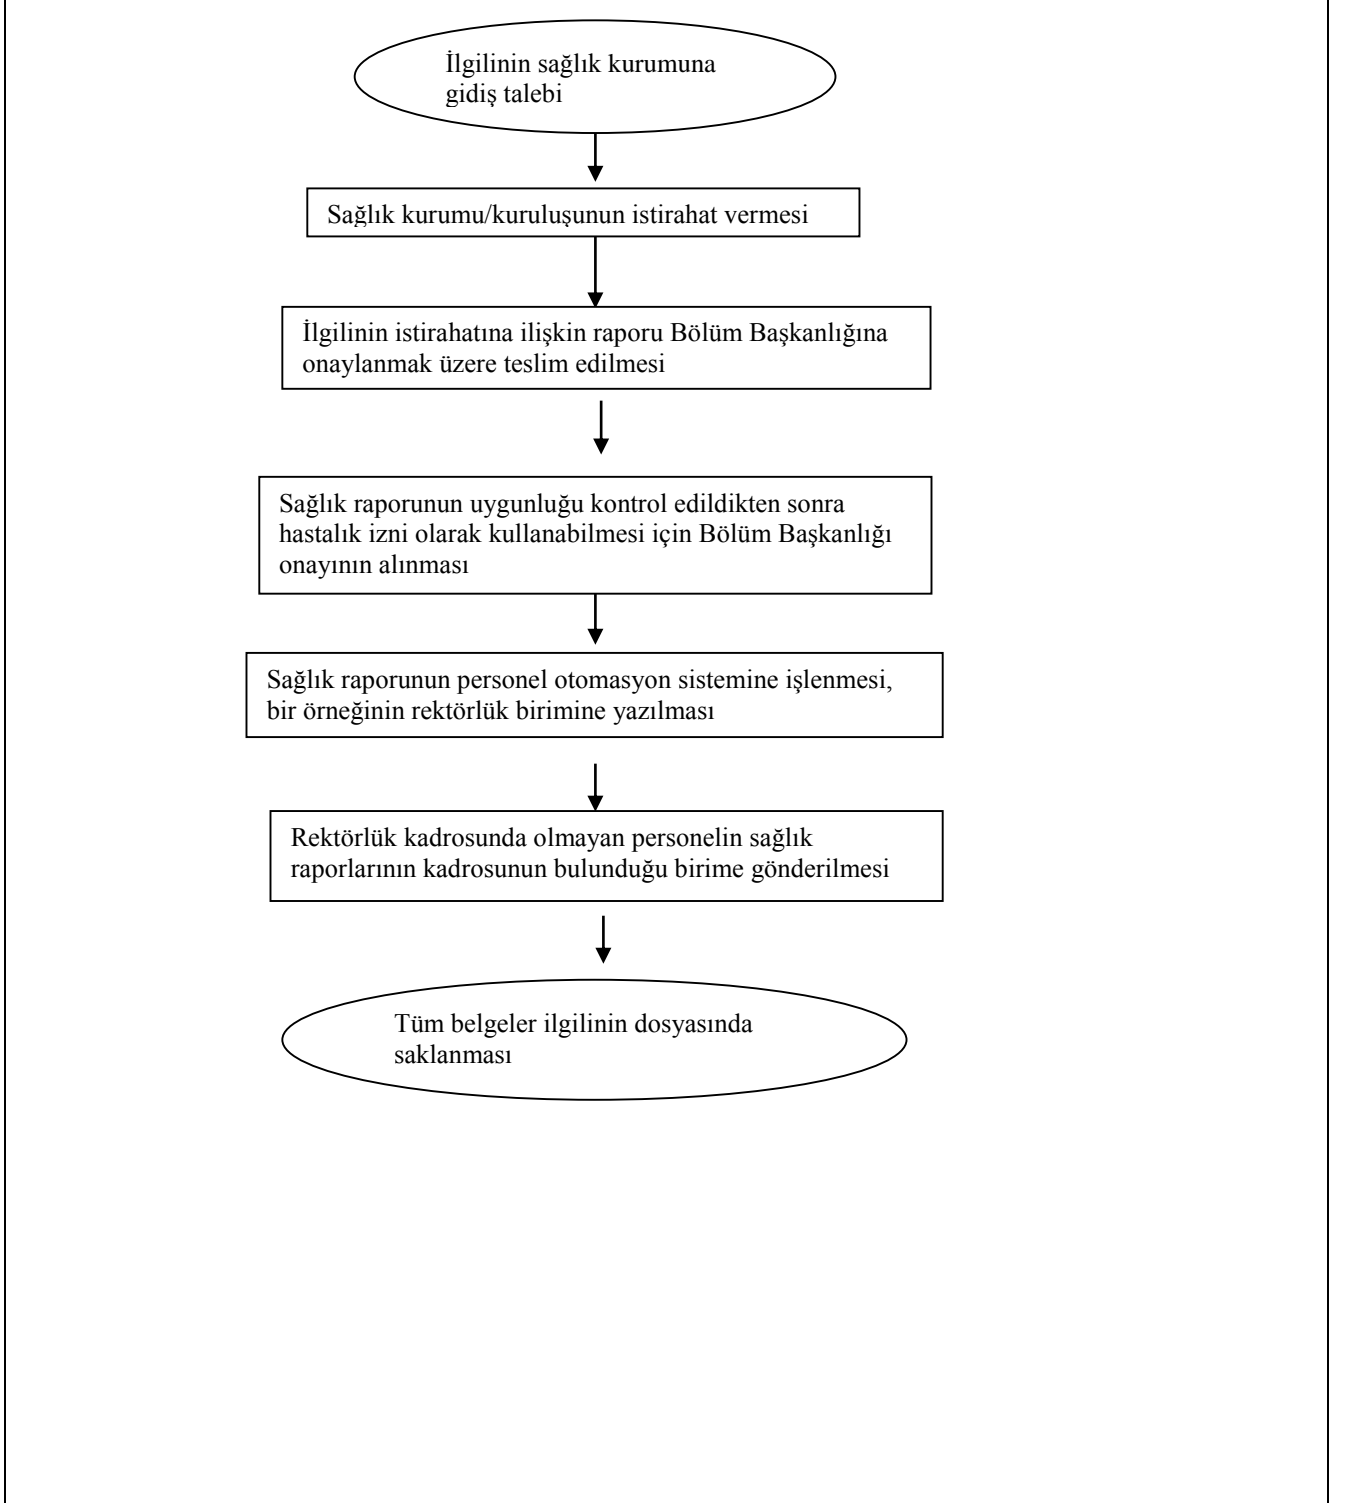 İlgilinin sağlık kurumuna
gidiş talebi
Sağlık kurumu/kuruluşunun istirahat vermesi
İlgilinin istirahatına ilişkin raporu Bölüm Başkanlığına
onaylanmak üzere teslim edilmesi
Sağlık raporunun uygunluğu kontrol edildikten sonra
hastalık izni olarak kullanabilmesi için Bölüm Başkanlığı
onayının alınması
Sağlık raporunun personel otomasyon sistemine işlenmesi,
bir örneğinin rektörlük birimine yazılması
Rektörlük kadrosunda olmayan personelin sağlık
raporlarının kadrosunun bulunduğu birime gönderilmesi
Tüm belgeler ilgilinin dosyasında
saklanması